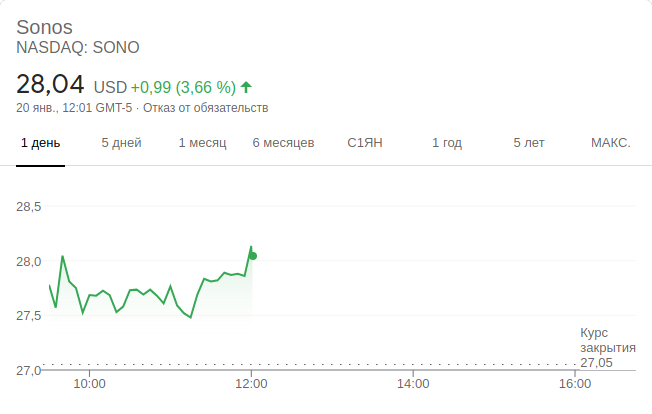 Sonos
NASDAQ: SONO
28,04 USD +0,99 (3,66 %)
20 янв., 12:01 GMT-5 · Отказ от обязательств
1 день 5 дней 1 месяц 6 месяцев С1ЯН 1 год 5 лет МАКС.
28,5
28,0
27,5
Курс
закрытия
27,05
27,0
10:00 12:00 14:00 16:00